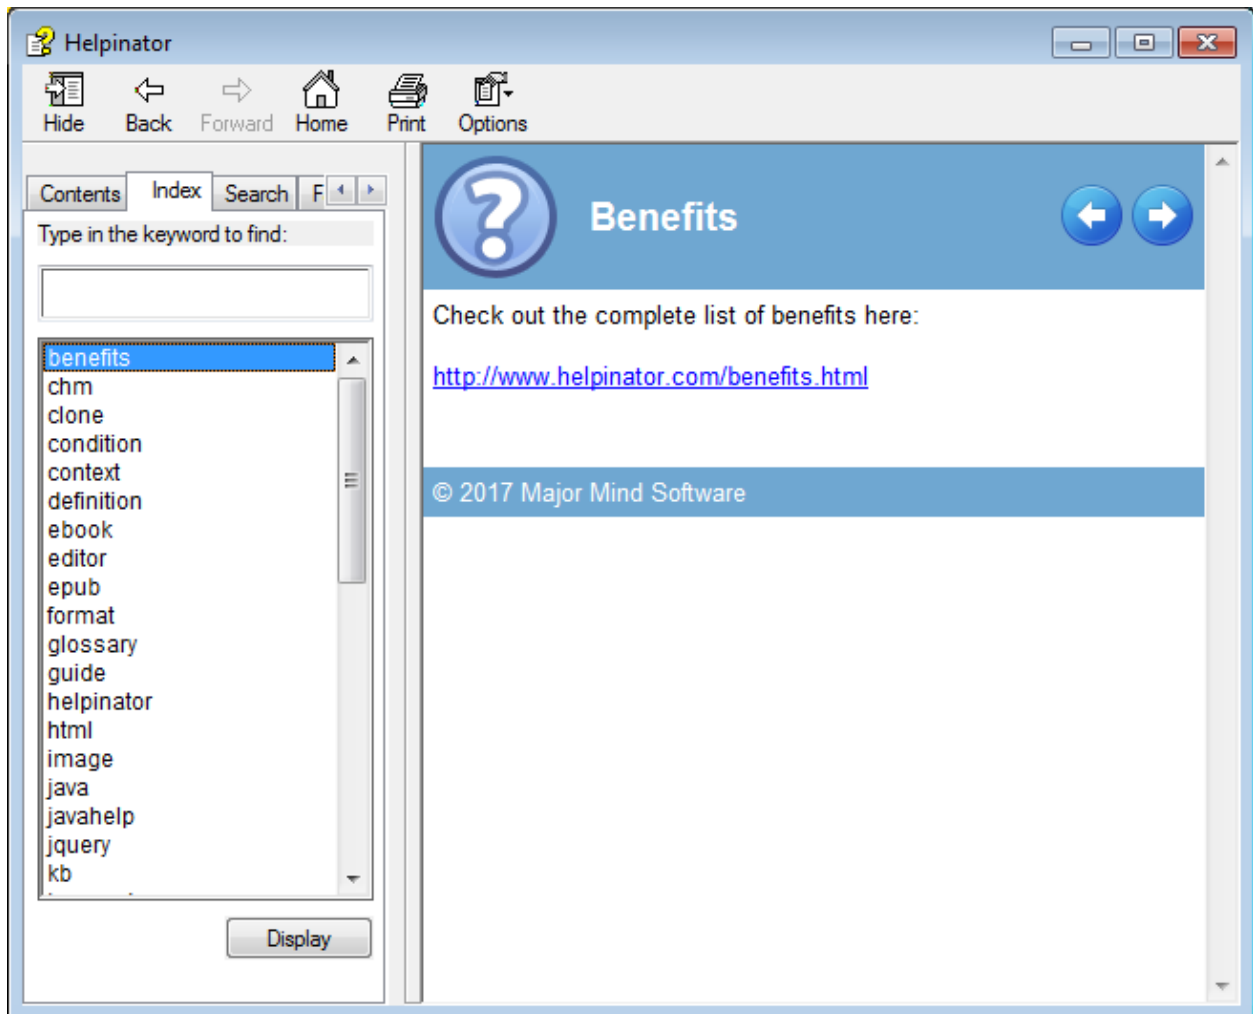 Helpinator
Hide Back Forward Home Print Options
Contents Index Search F
Type in the keyword to find:
benefits
chm
clone
condition
context
definition
ebook
editor
epub
format
glossary
guide
helpinator
html
image
java
javahelp
jquery
kb
Display
Benefits
Check out the complete list of benefits here:
http://www.helpinator.com/benefits.html
© 2017 Major Mind Software